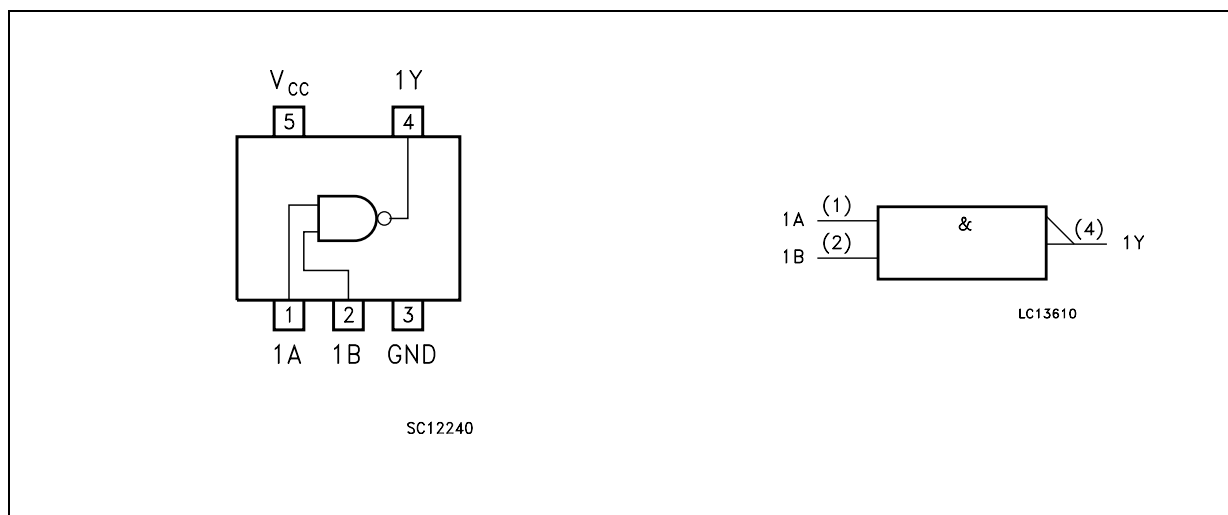 VCC 1Y
5 4
1 2 3
1A 1B GND
SC12240
&
1A (1)
(4) 1Y
1B (2)
LC13610